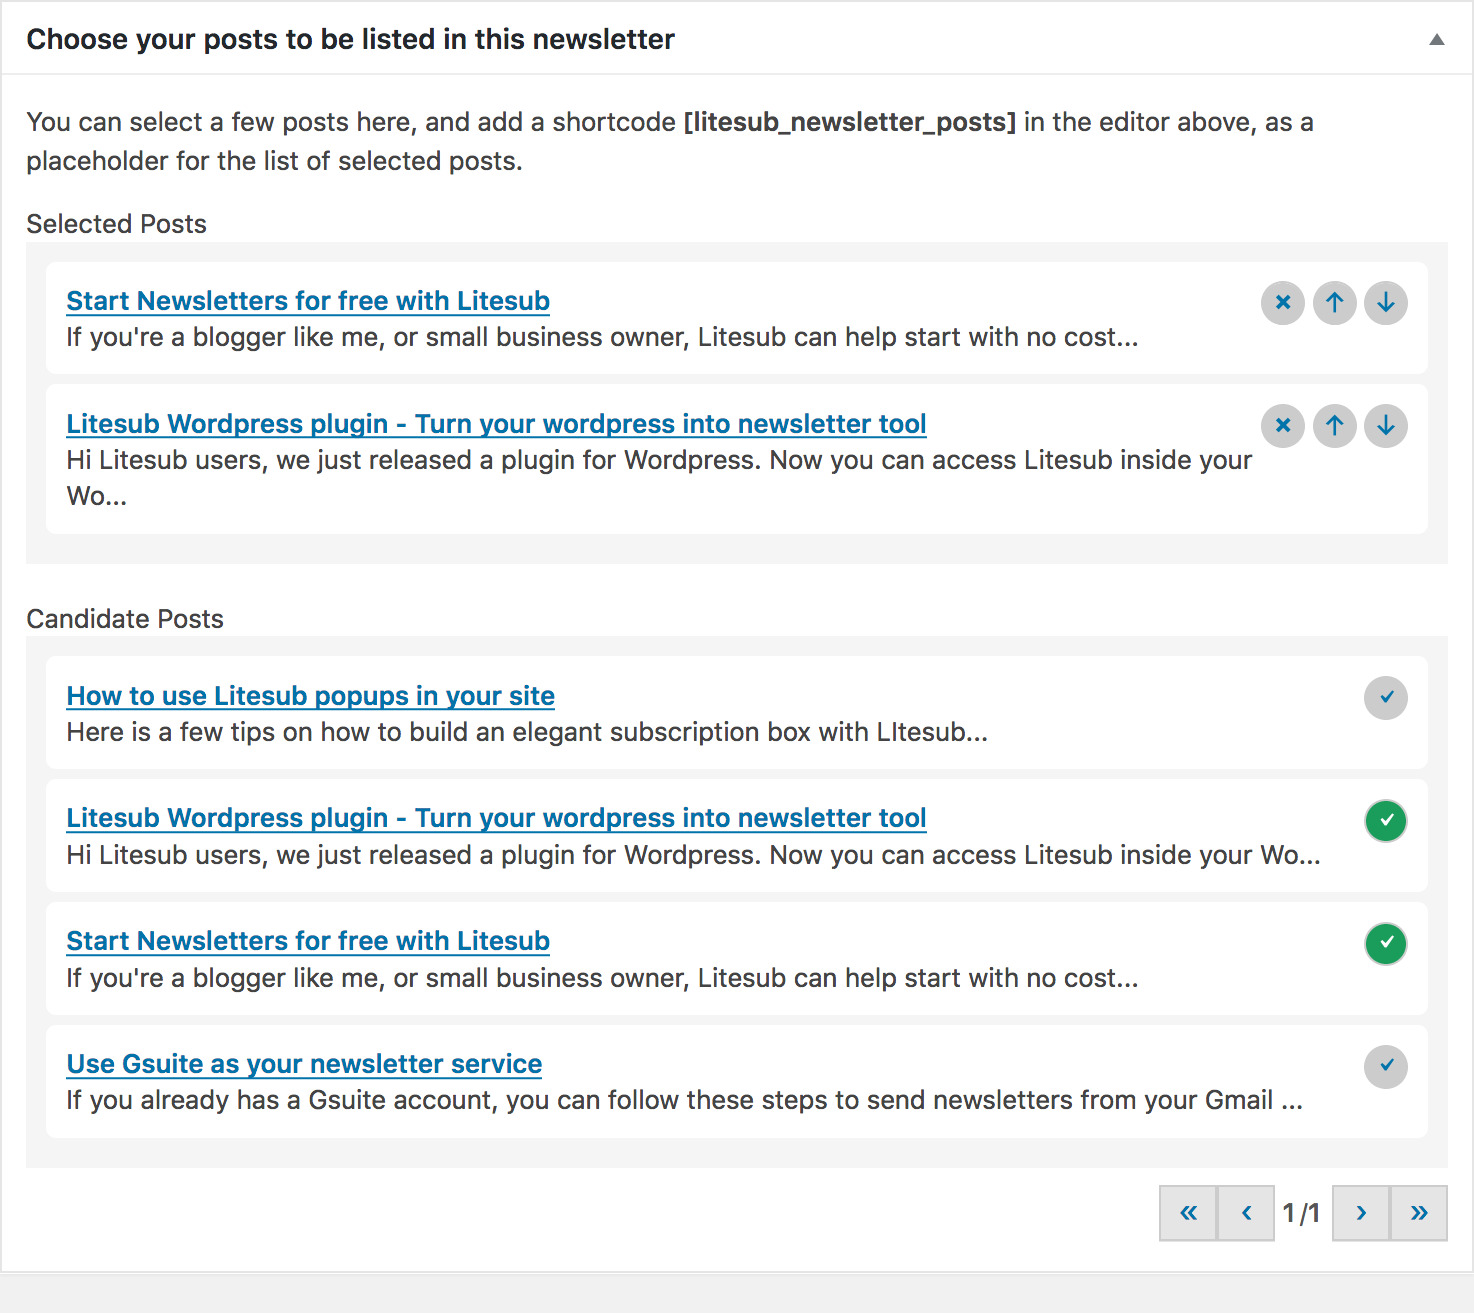 Choose your posts to be listed in this newsletter
You can select a few posts here, and add a shortcode [litesub_newsletter_posts] in the editor above, as a
placeholder for the list of selected posts.
Selected Posts
Start Newsletters for free with Litesub
If you're a blogger like me, or small business owner, Litesub can help start with no cost...
Litesub Wordpress plugin - Turn your wordpress into newsletter tool
Hi Litesub users, we just released a plugin for Wordpress. Now you can access Litesub inside your
Wo...
Candidate Posts
How to use Litesub popups in your site
Here is a few tips on how to build an elegant subscription box with LItesub...
Litesub Wordpress plugin - Turn your wordpress into newsletter tool
Hi Litesub users, we just released a plugin for Wordpress. Now you can access Litesub inside your Wo...
Start Newsletters for free with Litesub
If you're a blogger like me, or small business owner, Litesub can help start with no cost...
Use Gsuite as your newsletter service
If you already has a Gsuite account, you can follow these steps to send newsletters from your Gmail ...
« ‹ 1/1 › »